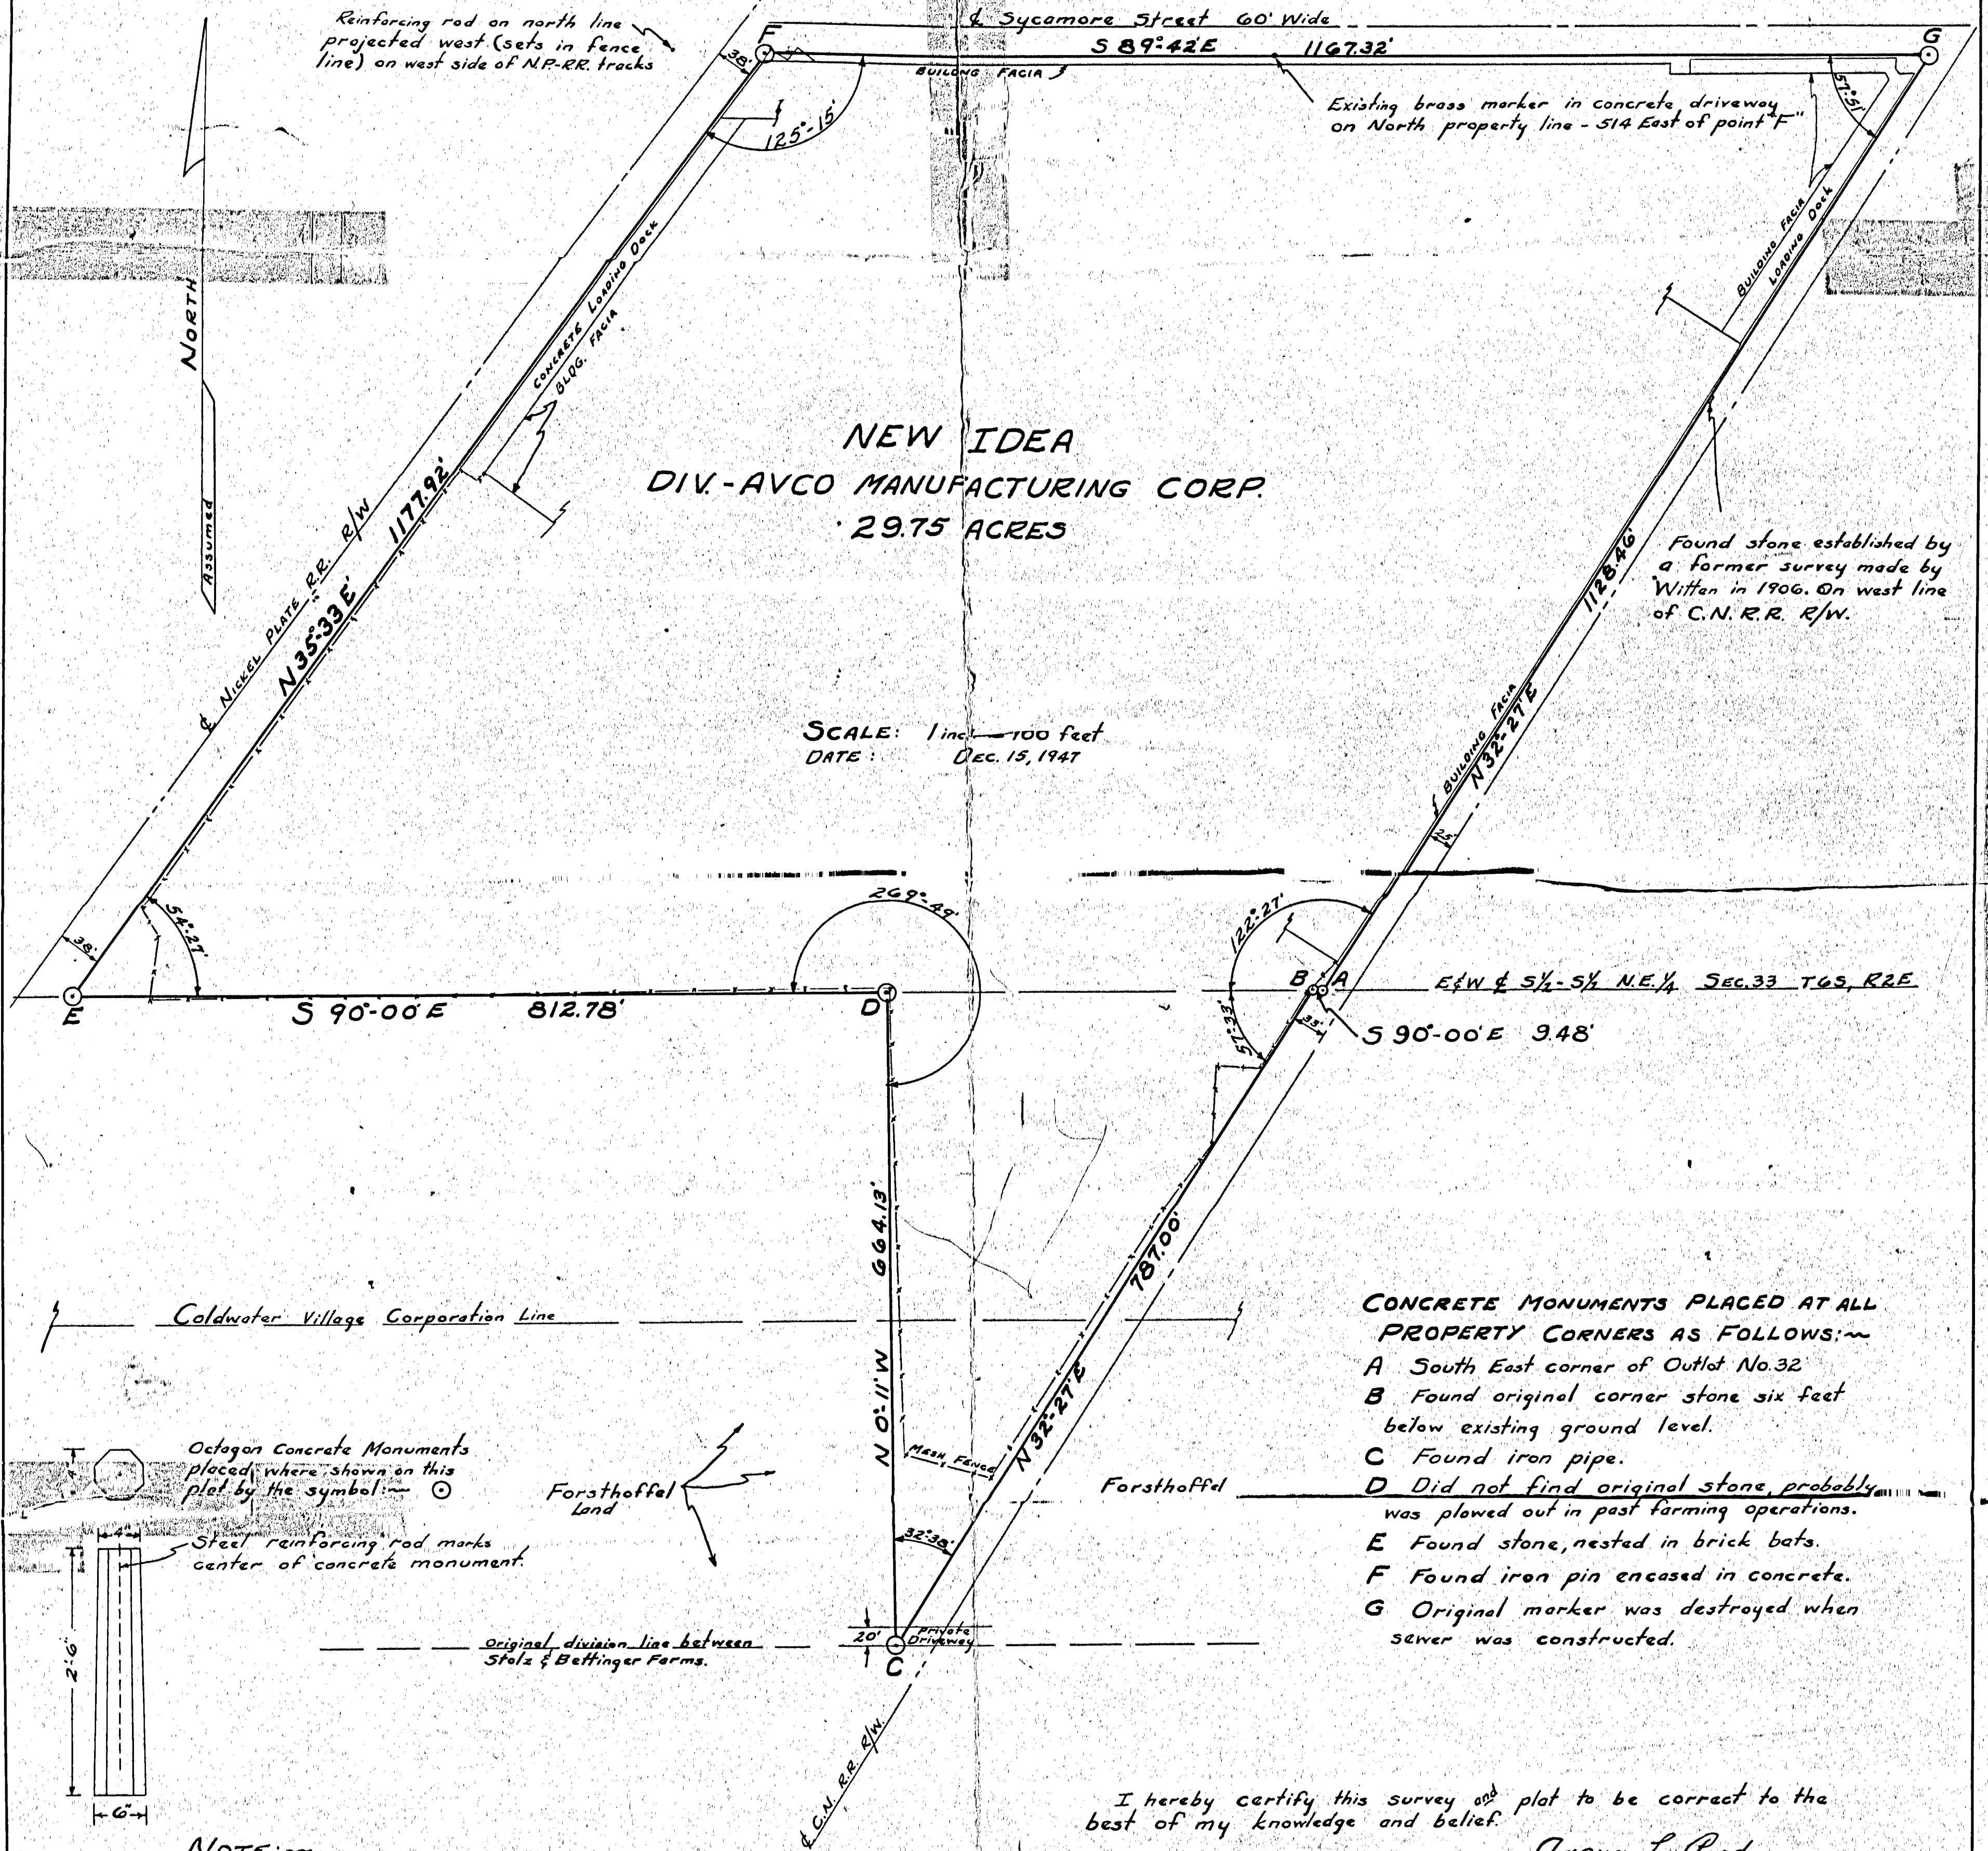 Reinforcing rod on north line
projected west (sets in fence
line) on west side of N.P.-RR. tracks
℄ Sycamore Street 60' Wide
F
G
S 89°-42'E 1167.32'
38'
BUILDING FACIA
57°-51'
125°-15'
Existing brass marker in concrete driveway
on North property line - 514 East of point "F"
NORTH
Assumed
CONCRETE LOADING DOCK
BLDG. FACIA
BUILDING FACIA
LOADING DOCK
NEW IDEA
DIV.-AVCO MANUFACTURING CORP.
29.75 ACRES
℄ NICKEL PLATE R.R. R/W
N 35°-33'E
1177.92'
1128.46'
Found stone established by
a former survey made by
Witten in 1906. On west line
of C.N. R.R. R/W.
SCALE: 1 inch — 100 feet
DATE: DEC. 15, 1947
BUILDING FACIA
N 32°-27'E
25'
269°-49'
122°-27'
54°-27'
38'
B A
E&W ℄ S½-S½ N.E.¼ SEC.33 T6S, R2E
E
S 90°-00'E 812.78'
D
33'
57°-33'
S 90°-00'E 9.48'
664.13'
N 0°-11'W
787.00'
N 32°-27'E
Coldwater Village Corporation Line
CONCRETE MONUMENTS PLACED AT ALL
PROPERTY CORNERS AS FOLLOWS:~
A South East corner of Outlot No.32
B Found original corner stone six feet
below existing ground level.
C Found iron pipe.
D Did not find original stone, probably
was plowed out in past farming operations.
E Found stone, nested in brick bats.
F Found iron pin encased in concrete.
G Original marker was destroyed when
sewer was constructed.
Octagon Concrete Monuments
placed where shown on this
plat by the symbol:~ ⊙
Forsthoffel
Land
MESH FENCE
Forsthoffel
4"
Steel reinforcing rod marks
center of concrete monument.
2'-6"
6"
32°-38'
Original division line between
Stolz & Bettinger Farms.
20'
Private
Driveway
C
℄ C.N. R.R. R/W.
I hereby certify this survey and plat to be correct to the
best of my knowledge and belief.
NOTE:~